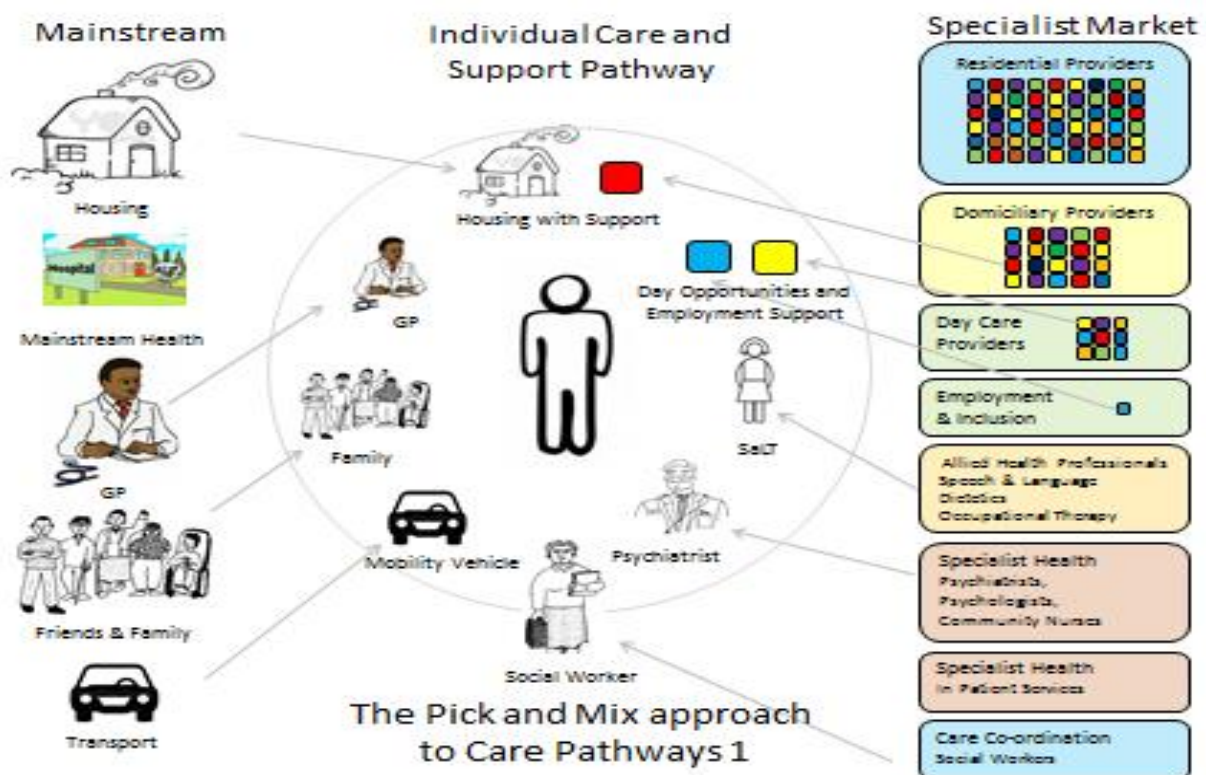 Mainstream
Housing
Hospital
Mainstream Health
GP
Friends & Family
Transport
Individual Care and
Support Pathway
Housing with Support
GP
Day Opportunities and
Employment Support
Family
SaLT
Mobility Vehicle
Psychiatrist
Social Worker
The Pick and Mix approach
to Care Pathways 1
Specialist Market
Residential Providers
Domiciliary Providers
Day Care
Providers
Employment
& Inclusion
Allied Health Professionals
Speech & Language
Dietetics
Occupational Therapy
Specialist Health
Psychiatrists,
Psychologists,
Community Nurses
Specialist Health
In Patient Services
Care Co-ordination
Social Workers